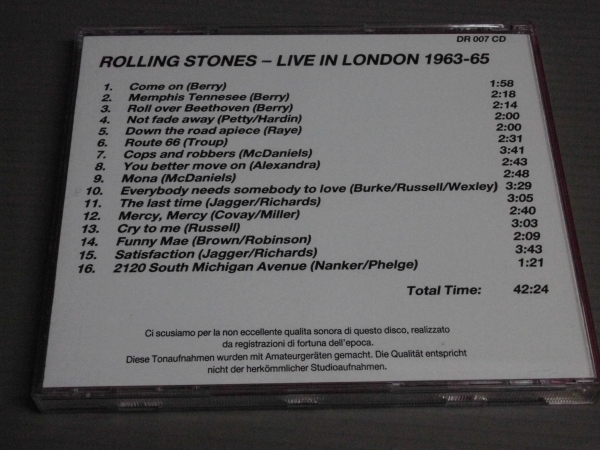 DR 007 CD
ROLLING STONES – LIVE IN LONDON 1963-65
1. Come on (Berry) 1:58
2. Memphis Tennesee (Berry) 2:18
3. Roll over Beethoven (Berry) 2:14
4. Not fade away (Petty/Hardin) 2:00
5. Down the road apiece (Raye) 2:00
6. Route 66 (Troup) 2:31
7. Cops and robbers (McDaniels) 3:41
8. You better move on (Alexandra) 2:43
9. Mona (McDaniels) 2:48
10. Everybody needs somebody to love (Burke/Russell/Wexley) 3:29
11. The last time (Jagger/Richards) 3:05
12. Mercy, Mercy (Covay/Miller) 2:40
13. Cry to me (Russell) 3:03
14. Funny Mae (Brown/Robinson) 2:09
15. Satisfaction (Jagger/Richards) 3:43
16. 2120 South Michigan Avenue (Nanker/Phelge) 1:21
Total Time: 42:24
Ci scusiamo per la non eccellente qualita sonora di questo disco, realizzato
da registrazioni di fortuna dell'epoca.
Diese Tonaufnahmen wurden mit Amateurgeräten gemacht. Die Qualität entspricht
nicht der herkömmlicher Studioaufnahmen.